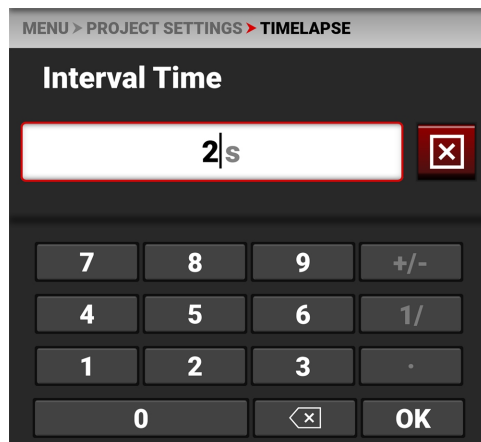 MENU > PROJECT SETTINGS > TIMELAPSE
Interval Time
2s
7 8 9 +/-
4 5 6 1/
1 2 3 .
0 OK